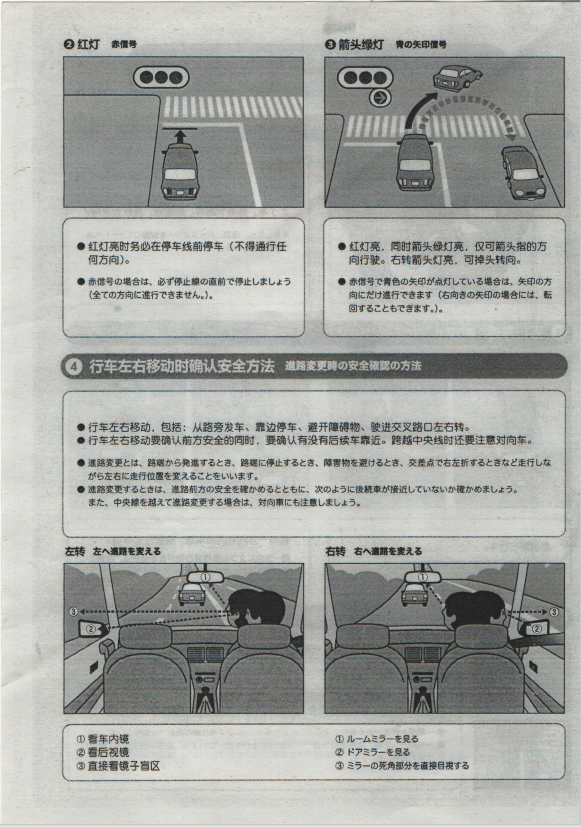 ❷ 红灯 赤信号
❸ 箭头绿灯 青の矢印信号
● 红灯亮时务必在停车线前停车（不得通行任
何方向）。
● 赤信号の場合は、必ず停止線の直前で停止しましょう
（全ての方向に進行できません。）。
● 红灯亮，同时箭头绿灯亮，仅可箭头指的方
向行驶。右转箭头灯亮，可掉头转向。
● 赤信号で青色の矢印が点灯している場合は、矢印の方
向にだけ進行できます（右向きの矢印の場合には、転
回することもできます。）。
④ 行车左右移动时确认安全方法 進路変更時の安全確認の方法
● 行车左右移动，包括：从路旁发车、靠边停车、避开障碍物、驶进交叉路口左右转。
● 行车左右移动要确认前方安全的同时，要确认有没有后续车靠近。跨越中央线时还要注意对向车。
● 進路変更とは、路端から発進するとき、路端に停止するとき、障害物を避けるとき、交差点で右左折するときなど走行しな
がら左右に走行位置を変えることをいいます。
● 進路変更するときは、進路前方の安全を確かめるとともに、次のように後続車が接近していないか確かめましょう。
また、中央線を越えて進路変更する場合は、対向車にも注意しましょう。
左转 左へ進路を変える
右转 右へ進路を変える
①
③
②
①
③
②
① 看车内镜
② 看后视镜
③ 直接看镜子盲区
① ルームミラーを見る
② ドアミラーを見る
③ ミラーの死角部分を直接目視する